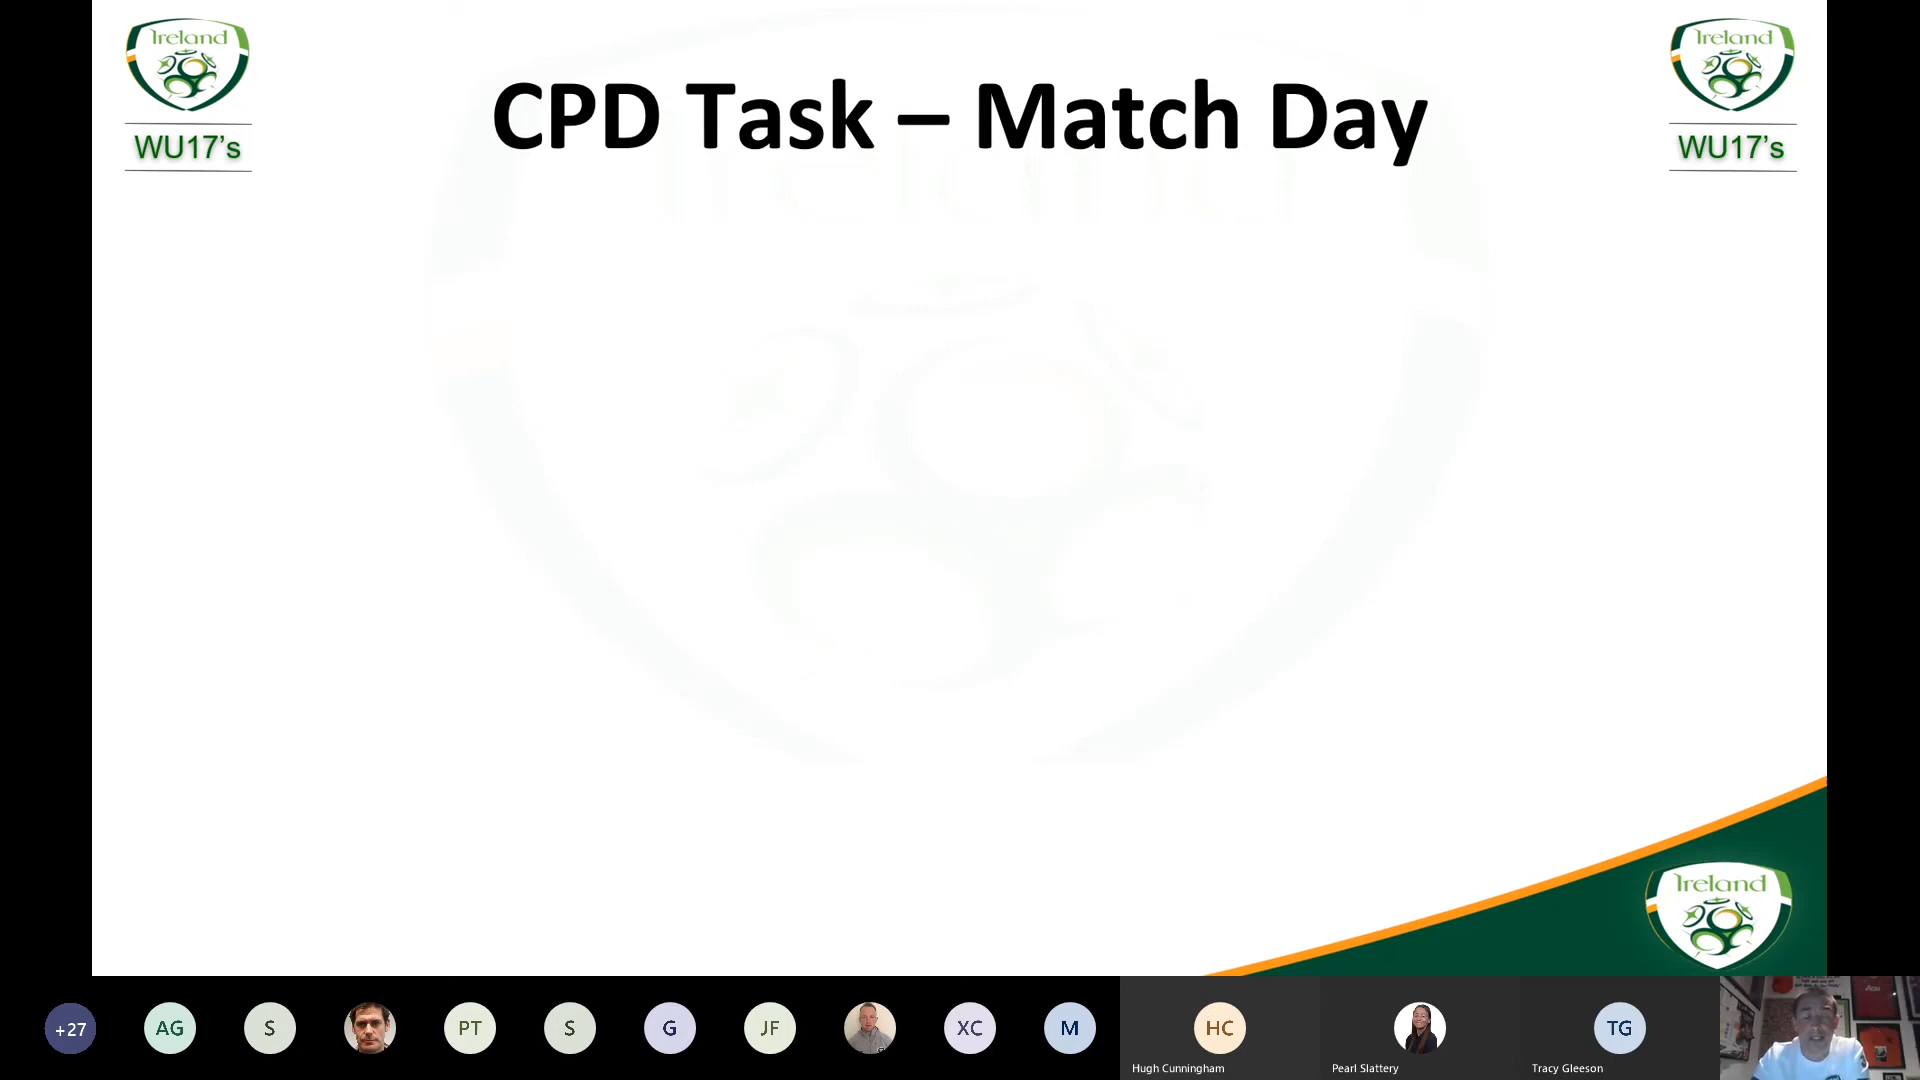 Ireland
Ireland
CPD Task – Match Day
WU17’s
WU17’s
Ireland
Ireland
+27
AG
S
PT
S
G
JF
XC
M
HC
TG
Hugh Cunningham
Pearl Slattery
Tracy Gleeson